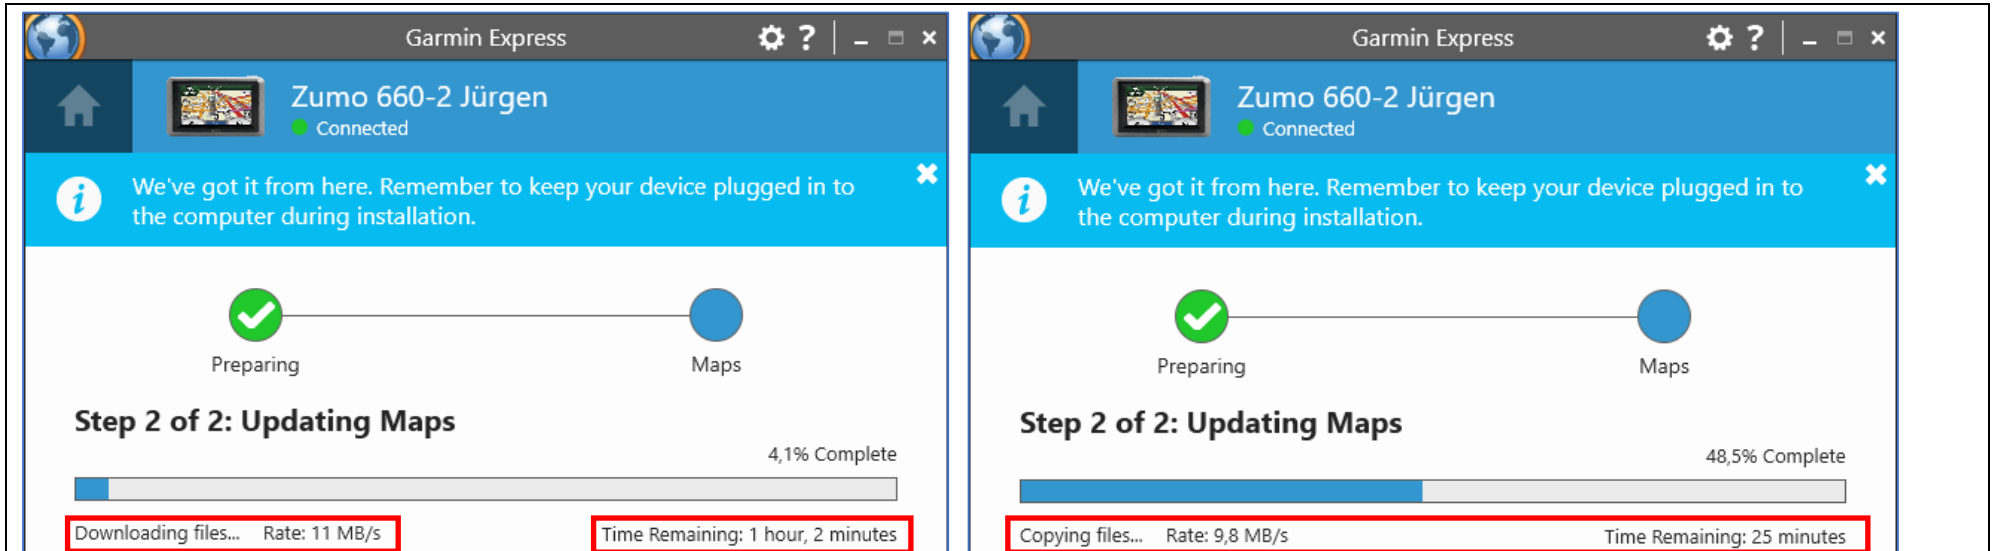 Garmin Express
?
Zumo 660-2 Jürgen
Connected
We've got it from here. Remember to keep your device plugged in to
the computer during installation.
Preparing
Maps
Step 2 of 2: Updating Maps
4,1% Complete
Downloading files... Rate: 11 MB/s
Time Remaining: 1 hour, 2 minutes
Garmin Express
?
Zumo 660-2 Jürgen
Connected
We've got it from here. Remember to keep your device plugged in to
the computer during installation.
Preparing
Maps
Step 2 of 2: Updating Maps
48,5% Complete
Copying files... Rate: 9,8 MB/s
Time Remaining: 25 minutes